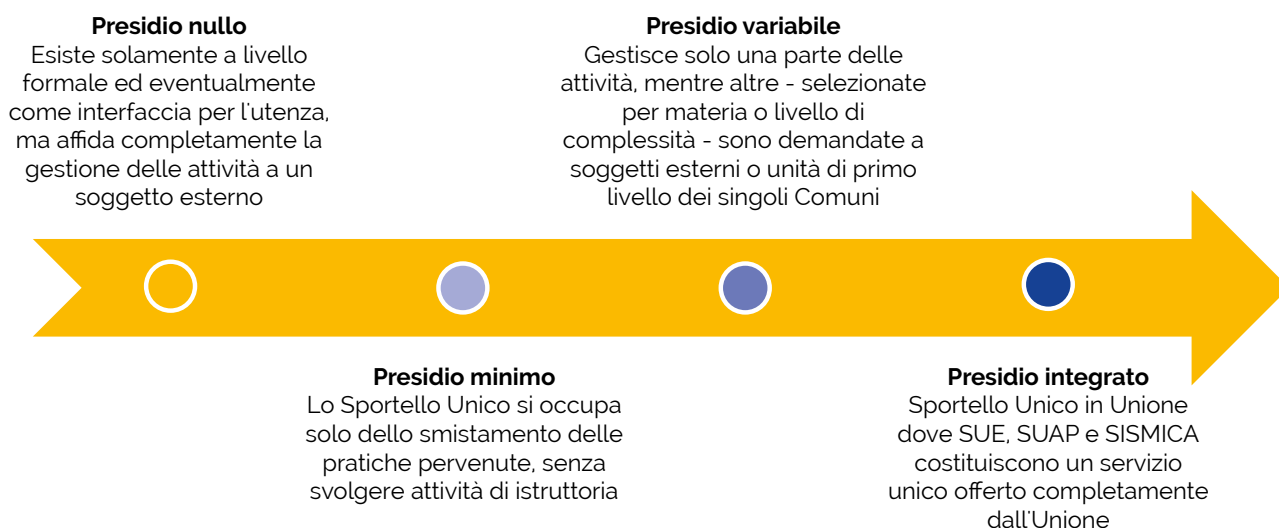 Presidio nullo
Esiste solamente a livello
formale ed eventualmente
come interfaccia per l'utenza,
ma affida completamente la
gestione delle attività a un
soggetto esterno
Presidio variabile
Gestisce solo una parte delle
attività, mentre altre - selezionate
per materia o livello di
complessità - sono demandate a
soggetti esterni o unità di primo
livello dei singoli Comuni
Presidio minimo
Lo Sportello Unico si occupa
solo dello smistamento delle
pratiche pervenute, senza
svolgere attività di istruttoria
Presidio integrato
Sportello Unico in Unione
dove SUE, SUAP e SISMICA
costituiscono un servizio
unico offerto completamente
dall'Unione